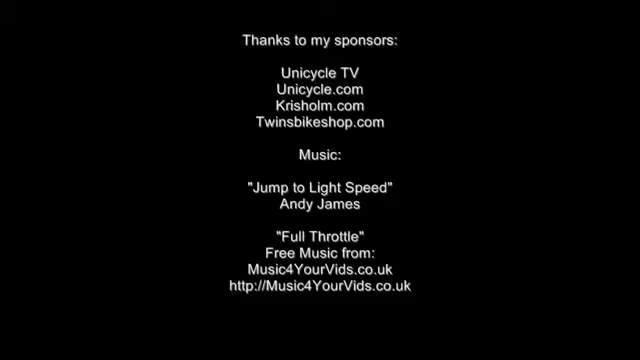 Thanks to my sponsors:
Unicycle TV
Unicycle.com
Krisholm.com
Twinsbikeshop.com
Music:
"Jump to Light Speed"
Andy James
"Full Throttle"
Free Music from:
Music4YourVids.co.uk
http://Music4YourVids.co.uk